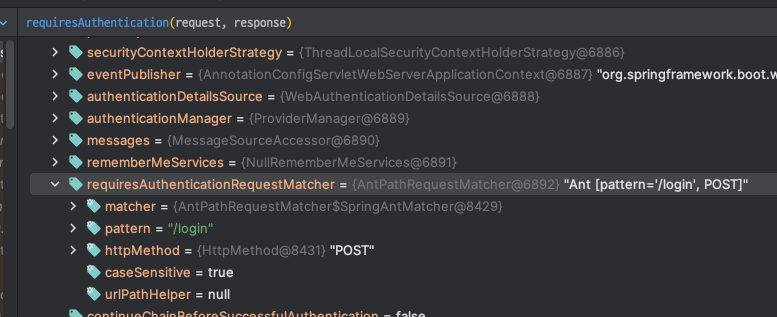 requiresAuthentication(request, response)
securityContextHolderStrategy = {ThreadLocalSecurityContextHolderStrategy@6886}
eventPublisher = {AnnotationConfigServletWebServerApplicationContext@6887} "org.springframework.boot.w
authenticationDetailsSource = {WebAuthenticationDetailsSource@6888}
authenticationManager = {ProviderManager@6889}
messages = {MessageSourceAccessor@6890}
rememberMeServices = {NullRememberMeServices@6891}
requiresAuthenticationRequestMatcher = {AntPathRequestMatcher@6892} "Ant [pattern='/login', POST]"
matcher = {AntPathRequestMatcher$SpringAntMatcher@8429}
pattern = "/login"
httpMethod = {HttpMethod@8431} "POST"
caseSensitive = true
urlPathHelper = null
continueChainBeforeSuccessfulAuthentication = false